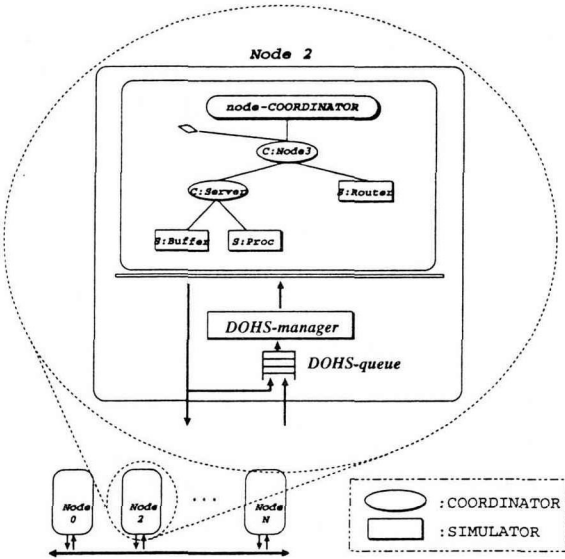 Node 2
node-COORDINATOR
C:Node3
C:Server
S:Router
S:Buffer
S:Proc
DOHS-manager
DOHS-queue
Node
0
Node
2
. . .
Node
N
:COORDINATOR
:SIMULATOR